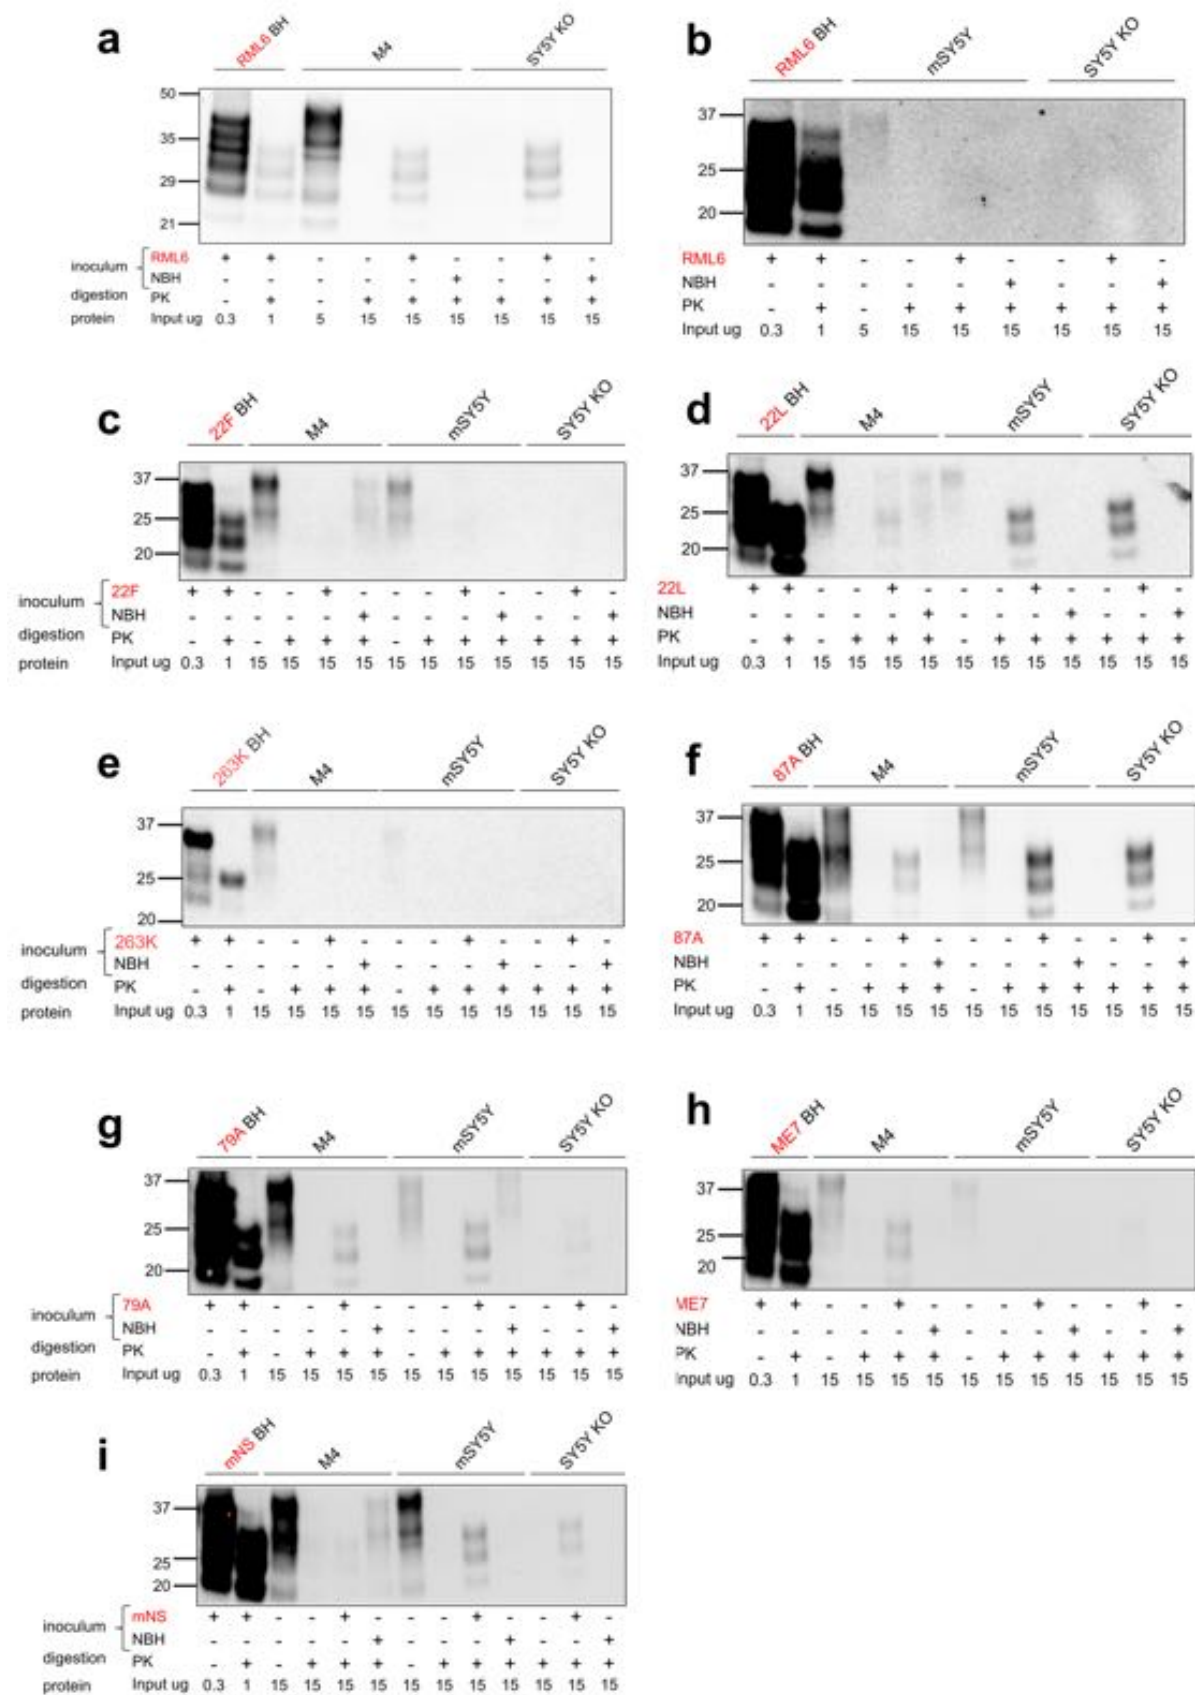 a
RML6 BH M4 SY5Y KO
50
35
29
21
inoculum RML6 + - - - + - - + -
NBH - - - - - + - - +
digestion PK - + - + + + + + +
protein Input ug 0.3 1 5 15 15 15 15 15 15
b
RML6 BH mSY5Y SY5Y KO
37
25
20
RML6 + + - - + - - + -
NBH - - - - - + - - +
PK - + - + + + + + +
Input ug 0.3 1 5 15 15 15 15 15 15
c
22F BH M4 mSY5Y SY5Y KO
37
25
20
inoculum 22F + + - - + - - - + - - + -
NBH - - - - - + - - - + - - +
digestion PK - + - + + + - + + + + + +
protein Input ug 0.3 1 15 15 15 15 15 15 15 15 15 15 15
d
22L BH M4 mSY5Y SY5Y KO
37
25
20
22L + + - - + - - - + - - + -
NBH - - - - - + - - - + - - +
PK - + - + + + - + + + + + +
Input ug 0.3 1 15 15 15 15 15 15 15 15 15 15 15
e
263K BH M4 mSY5Y SY5Y KO
37
25
20
inoculum 263K + + - - + - - - + - - + -
NBH - - - - - + - - - + - - +
digestion PK - + - + + + - + + + + + +
protein Input ug 0.3 1 15 15 15 15 15 15 15 15 15 15 15
f
87A BH M4 mSY5Y SY5Y KO
37
25
20
87A + + - - + - - - + - - + -
NBH - - - - - + - - - + - - +
PK - + - + + + - + + + + + +
Input ug 0.3 1 15 15 15 15 15 15 15 15 15 15 15
g
79A BH M4 mSY5Y SY5Y KO
37
25
20
inoculum 79A + + - - + - - - + - - + -
NBH - - - - - + - - - + - - +
digestion PK - + - + + + - + + + + + +
protein Input ug 0.3 1 15 15 15 15 15 15 15 15 15 15 15
h
ME7 BH M4 mSY5Y SY5Y KO
37
25
20
ME7 + + - - + - - - + - - + -
NBH - - - - - + - - - + - - +
PK - + - + + + - + + + + + +
Input ug 0.3 1 15 15 15 15 15 15 15 15 15 15 15
i
mNS BH M4 mSY5Y SY5Y KO
37
25
20
inoculum mNS + + - - + - - - + - - + -
NBH - - - - - + - - - + - - +
digestion PK - + - + + + - + + + + + +
protein Input ug 0.3 1 15 15 15 15 15 15 15 15 15 15 15